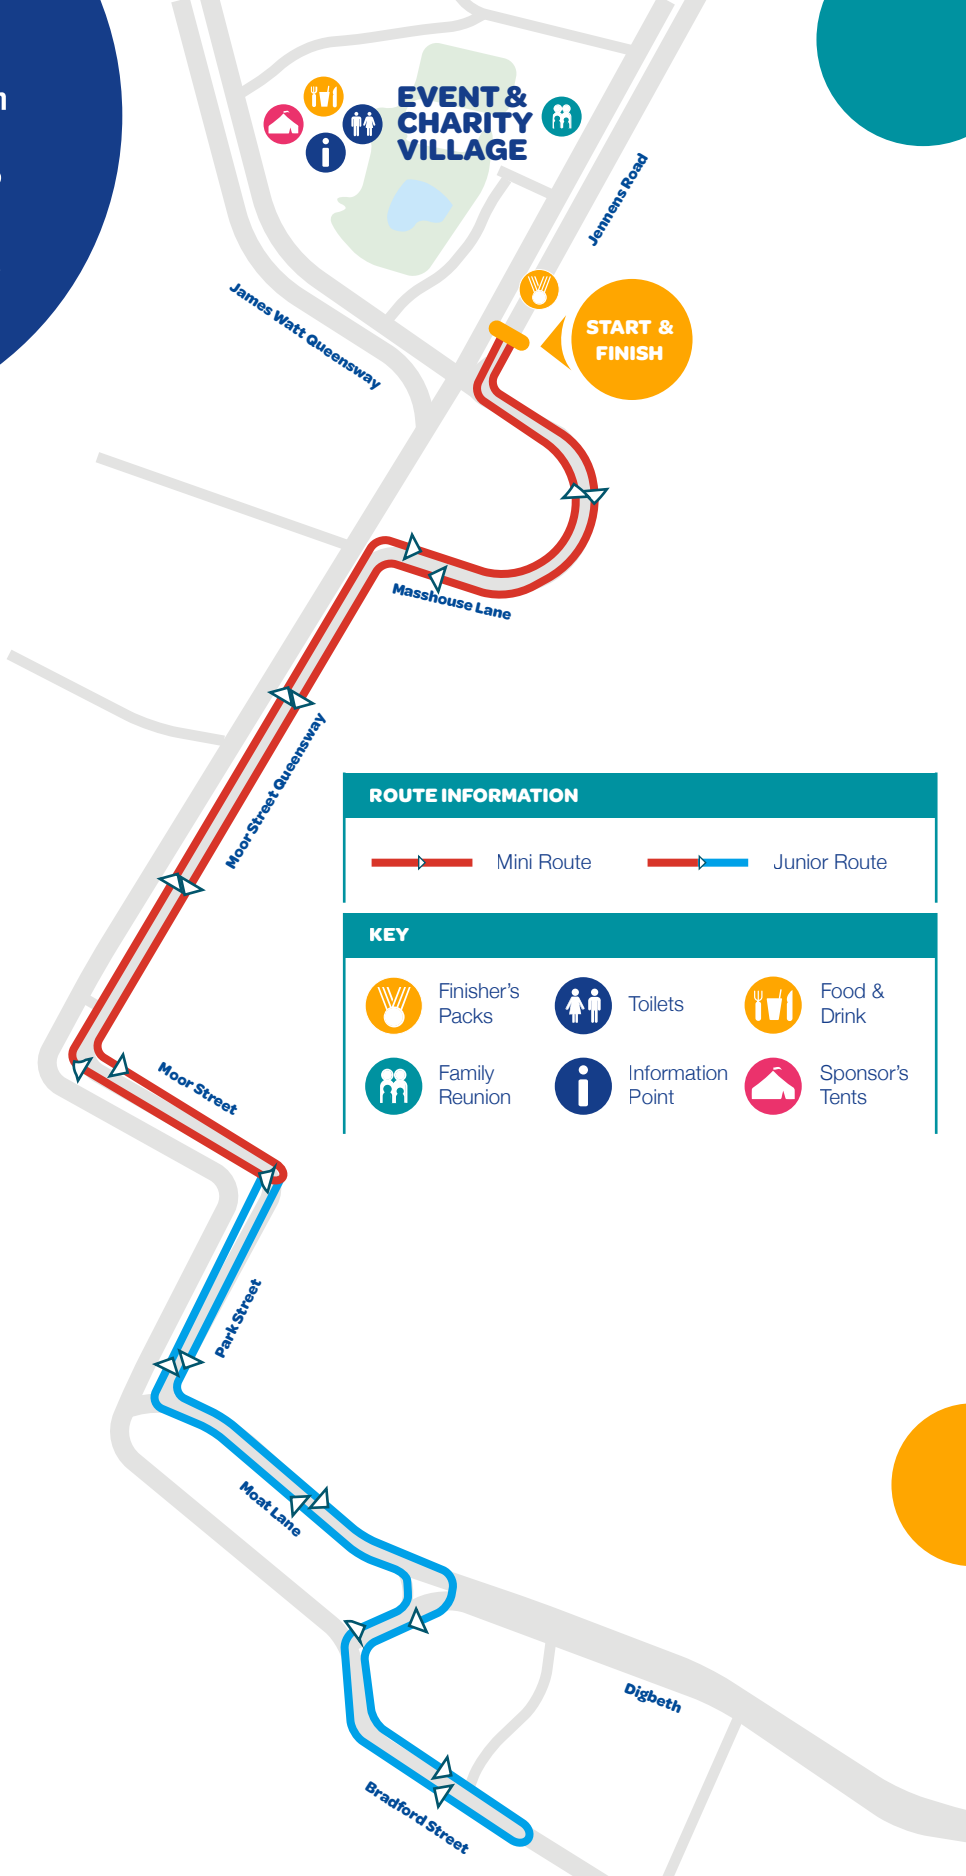 EVENT &
CHARITY
VILLAGE
Jennens Road
James Watt Queensway
START &
FINISH
Masshouse Lane
Moor Street Queensway
ROUTE INFORMATION
Mini Route
Junior Route
KEY
Finisher's
Packs
Toilets
Food &
Drink
Family
Reunion
Information
Point
Sponsor's
Tents
Moor Street
Park Street
Moat Lane
Digbeth
Bradford Street